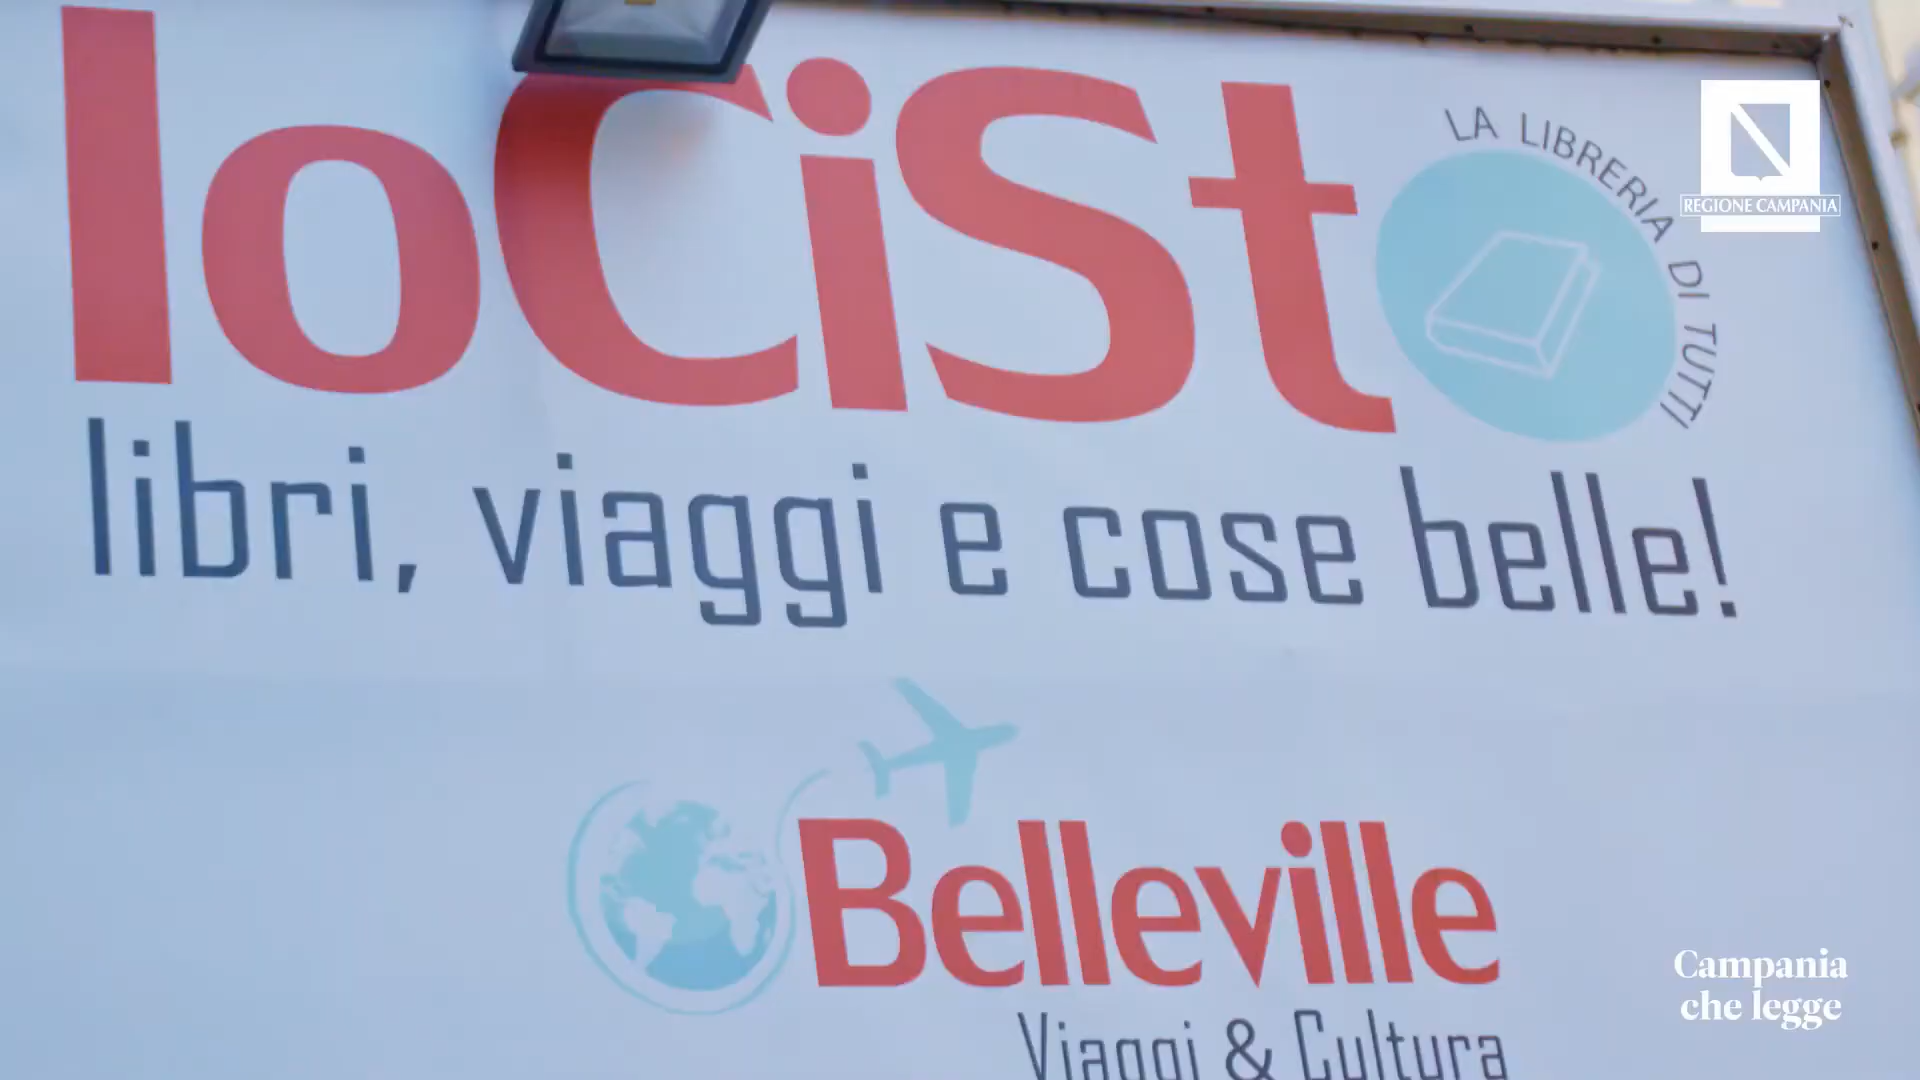 IoCiSto
LA LIBRERIA DI TUTTI
REGIONE CAMPANIA
libri, viaggi e cose belle!
Belleville
Viaggi & Cultura
Campania
che legge